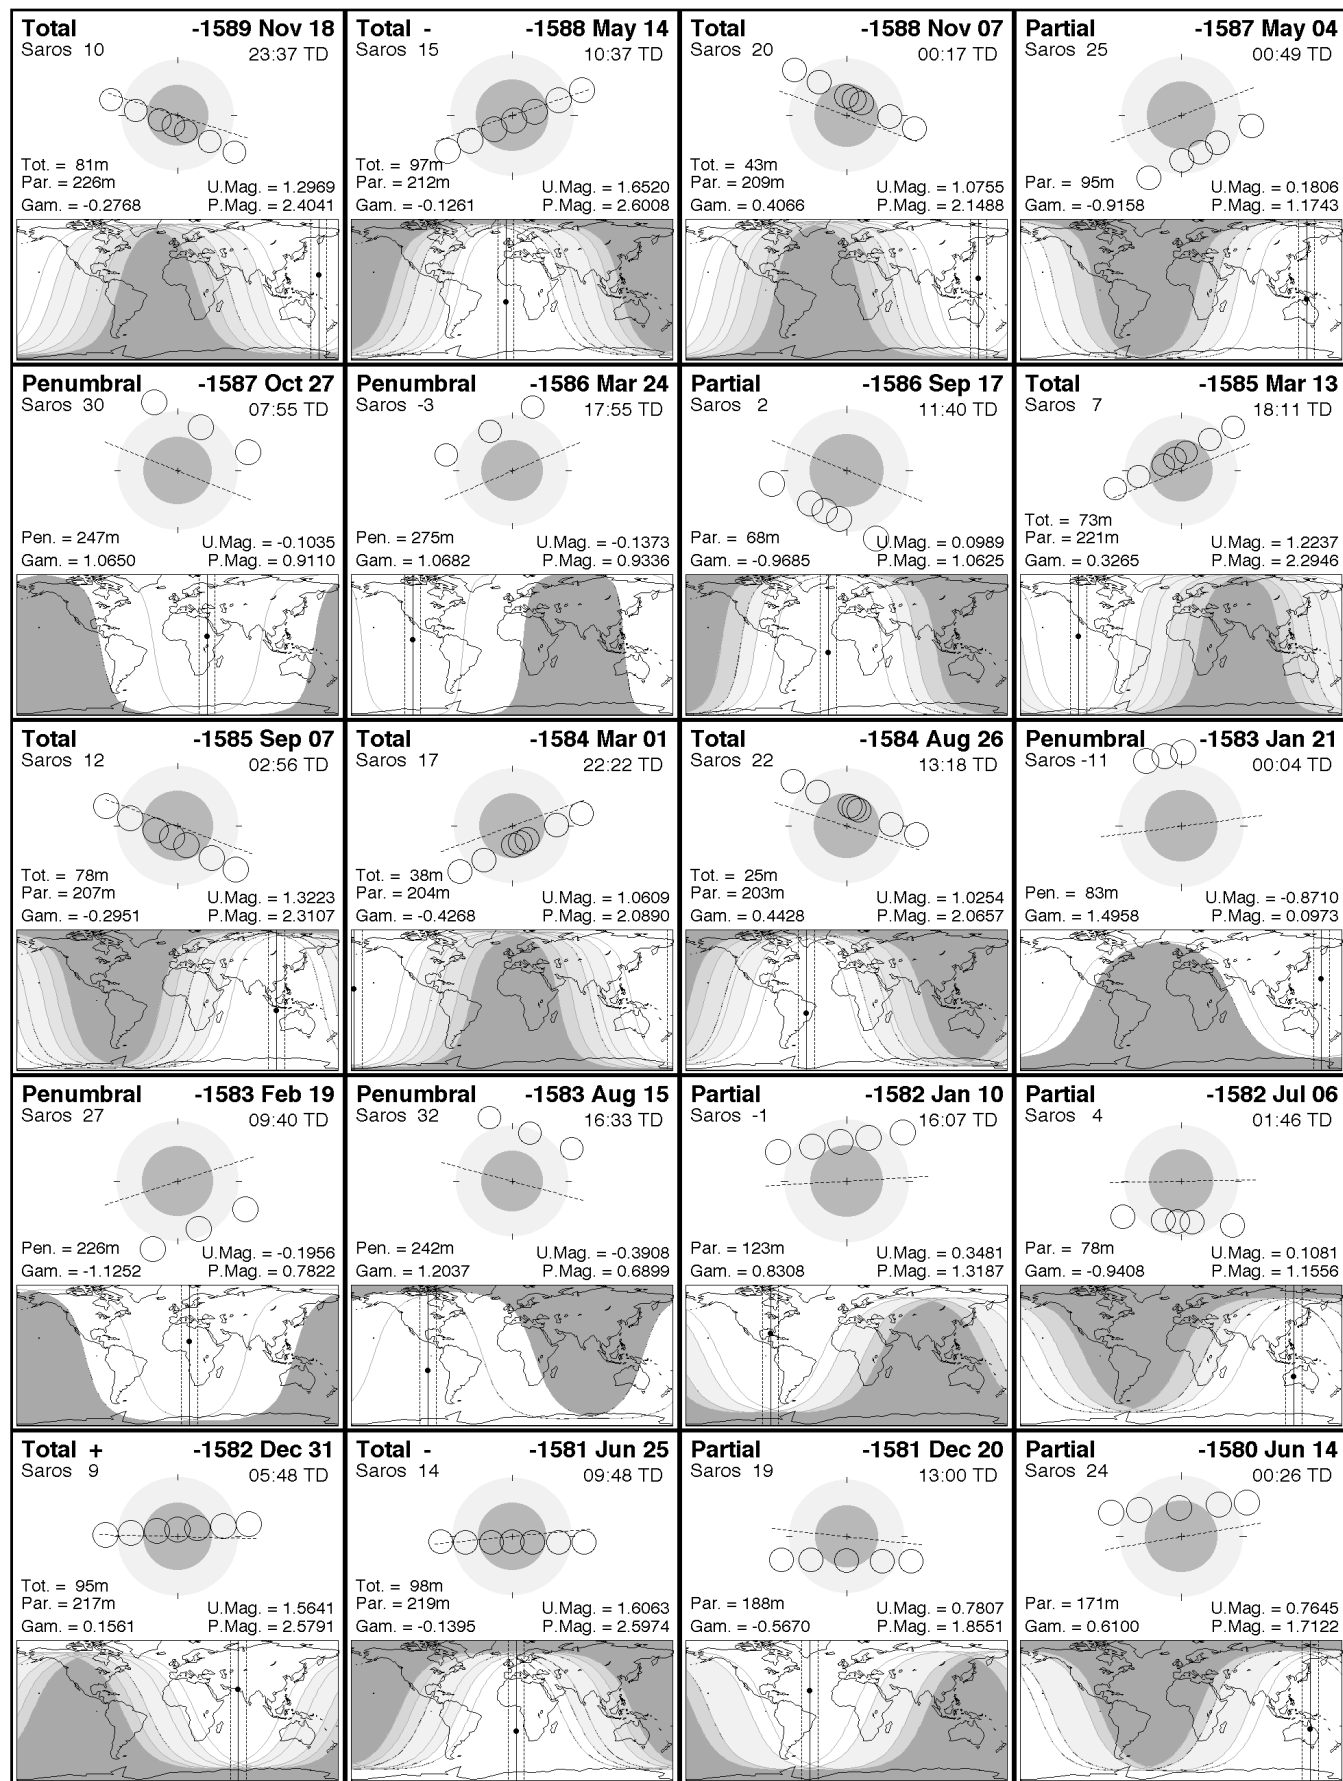 Total -1589 Nov 18
Saros 10 23:37 TD
Tot. = 81m
Par. = 226m U.Mag. = 1.2969
Gam. = -0.2768 P.Mag. = 2.4041
Total - -1588 May 14
Saros 15 10:37 TD
Tot. = 97m
Par. = 212m U.Mag. = 1.6520
Gam. = -0.1261 P.Mag. = 2.6008
Total -1588 Nov 07
Saros 20 00:17 TD
Tot. = 43m
Par. = 209m U.Mag. = 1.0755
Gam. = 0.4066 P.Mag. = 2.1488
Partial -1587 May 04
Saros 25 00:49 TD
Par. = 95m U.Mag. = 0.1806
Gam. = -0.9158 P.Mag. = 1.1743
Penumbral -1587 Oct 27
Saros 30 07:55 TD
Pen. = 247m U.Mag. = -0.1035
Gam. = 1.0650 P.Mag. = 0.9110
Penumbral -1586 Mar 24
Saros -3 17:55 TD
Pen. = 275m U.Mag. = -0.1373
Gam. = 1.0682 P.Mag. = 0.9336
Partial -1586 Sep 17
Saros 2 11:40 TD
Par. = 68m U.Mag. = 0.0989
Gam. = -0.9685 P.Mag. = 1.0625
Total -1585 Mar 13
Saros 7 18:11 TD
Tot. = 73m
Par. = 221m U.Mag. = 1.2237
Gam. = 0.3265 P.Mag. = 2.2946
Total -1585 Sep 07
Saros 12 02:56 TD
Tot. = 78m
Par. = 207m U.Mag. = 1.3223
Gam. = -0.2951 P.Mag. = 2.3107
Total -1584 Mar 01
Saros 17 22:22 TD
Tot. = 38m
Par. = 204m U.Mag. = 1.0609
Gam. = -0.4268 P.Mag. = 2.0890
Total -1584 Aug 26
Saros 22 13:18 TD
Tot. = 25m
Par. = 203m U.Mag. = 1.0254
Gam. = 0.4428 P.Mag. = 2.0657
Penumbral -1583 Jan 21
Saros -11 00:04 TD
Pen. = 83m U.Mag. = -0.8710
Gam. = 1.4958 P.Mag. = 0.0973
Penumbral -1583 Feb 19
Saros 27 09:40 TD
Pen. = 226m U.Mag. = -0.1956
Gam. = -1.1252 P.Mag. = 0.7822
Penumbral -1583 Aug 15
Saros 32 16:33 TD
Pen. = 242m U.Mag. = -0.3908
Gam. = 1.2037 P.Mag. = 0.6899
Partial -1582 Jan 10
Saros -1 16:07 TD
Par. = 123m U.Mag. = 0.3481
Gam. = 0.8308 P.Mag. = 1.3187
Partial -1582 Jul 06
Saros 4 01:46 TD
Par. = 78m U.Mag. = 0.1081
Gam. = -0.9408 P.Mag. = 1.1556
Total + -1582 Dec 31
Saros 9 05:48 TD
Tot. = 95m
Par. = 217m U.Mag. = 1.5641
Gam. = 0.1561 P.Mag. = 2.5791
Total - -1581 Jun 25
Saros 14 09:48 TD
Tot. = 98m
Par. = 219m U.Mag. = 1.6063
Gam. = -0.1395 P.Mag. = 2.5974
Partial -1581 Dec 20
Saros 19 13:00 TD
Par. = 188m U.Mag. = 0.7807
Gam. = -0.5670 P.Mag. = 1.8551
Partial -1580 Jun 14
Saros 24 00:26 TD
Par. = 171m U.Mag. = 0.7645
Gam. = 0.6100 P.Mag. = 1.7122